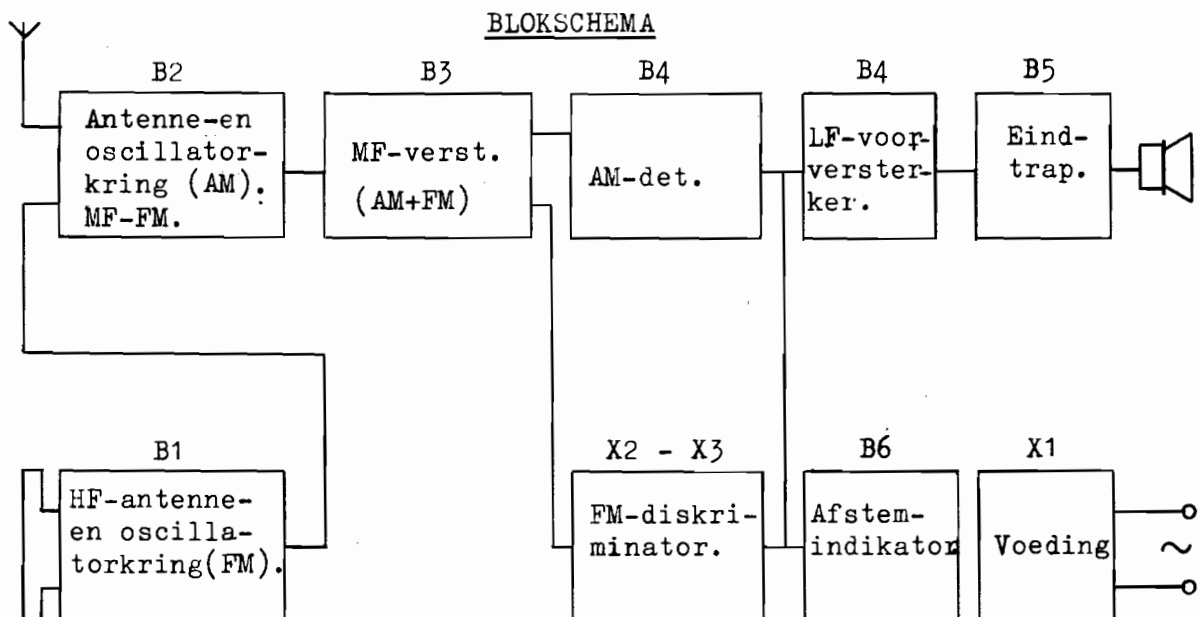 BLOKSCHEMA
B2
Antenne-en
oscillator-
kring (AM).
MF-FM.
B3
MF-verst.
(AM+FM)
B4
AM-det.
B4
LF-voor-
verster-
ker.
B5
Eind-
trap.
B1
HF-antenne-
en oscilla-
torkring(FM).
X2 - X3
FM-diskri-
minator.
B6
Afstem-
indikator
X1
Voeding
~